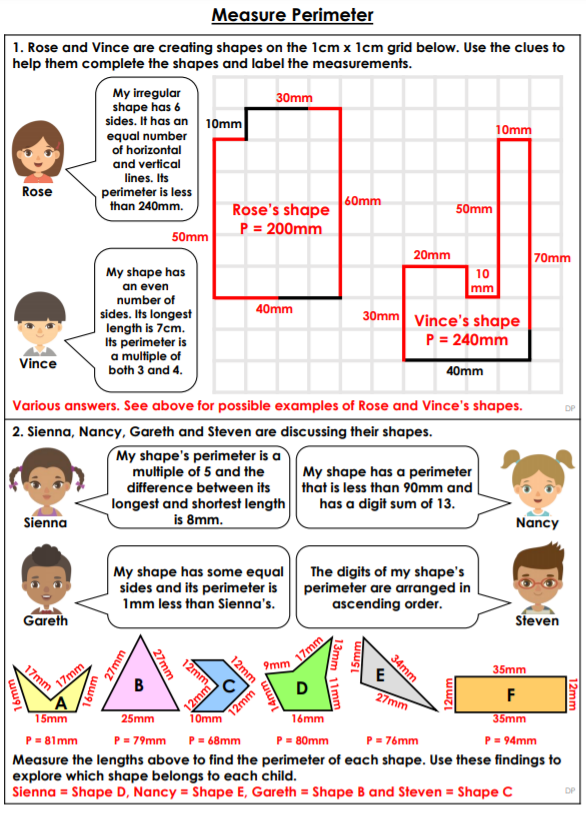 Measure Perimeter
1. Rose and Vince are creating shapes on the 1cm x 1cm grid below. Use the clues to
help them complete the shapes and label the measurements.
My irregular
shape has 6
sides. It has an
equal number
of horizontal
and vertical
lines. Its
perimeter is less
than 240mm.
Rose
My shape has
an even
number of
sides. Its longest
length is 7cm.
Its perimeter is
a multiple of
both 3 and 4.
Vince
30mm
10mm
60mm
Rose's shape
P = 200mm
50mm
40mm
10mm
50mm
20mm
70mm
10
mm
30mm
Vince's shape
P = 240mm
40mm
Various answers. See above for possible examples of Rose and Vince's shapes.
DP
2. Sienna, Nancy, Gareth and Steven are discussing their shapes.
My shape's perimeter is a
multiple of 5 and the
difference between its
longest and shortest length
is 8mm.
Sienna
My shape has a perimeter
that is less than 90mm and
has a digit sum of 13.
Nancy
My shape has some equal
sides and its perimeter is
1mm less than Sienna's.
Gareth
The digits of my shape's
perimeter are arranged in
ascending order.
Steven
17mm
17mm
16mm
16mm
A
15mm
P = 81mm
27mm
27mm
B
25mm
P = 79mm
12mm
12mm
12mm
12mm
C
10mm
P = 68mm
9mm
17mm
13mm
11mm
14mm
D
16mm
P = 80mm
15mm
34mm
E
27mm
P = 76mm
35mm
12mm
F
12mm
35mm
P = 94mm
Measure the lengths above to find the perimeter of each shape. Use these findings to
explore which shape belongs to each child.
Sienna = Shape D, Nancy = Shape E, Gareth = Shape B and Steven = Shape C
DP